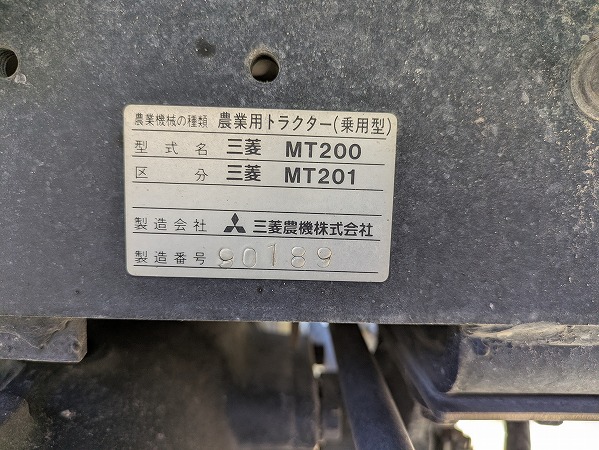 農業機械の種類 農業用トラクター(乗用型)
型式名 三菱 MT200
区分 三菱 MT201
製造会社 三菱農機株式会社
製造番号 90189